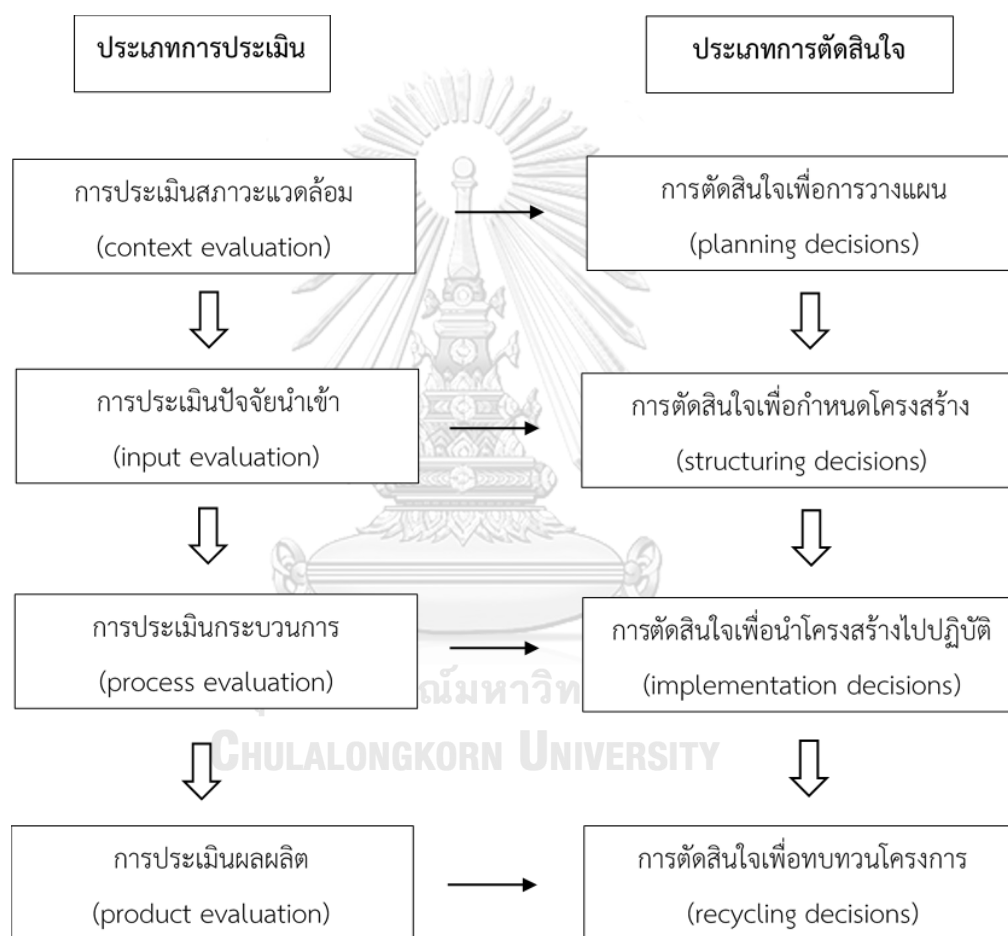 ประเภทการประเมิน
ประเภทการตัดสินใจ
การประเมินสภาวะแวดล้อม
(context evaluation)
การตัดสินใจเพื่อการวางแผน
(planning decisions)
การประเมินปัจจัยนำเข้า
(input evaluation)
การตัดสินใจเพื่อกำหนดโครงสร้าง
(structuring decisions)
การประเมินกระบวนการ
(process evaluation)
การตัดสินใจเพื่อนำโครงสร้างไปปฏิบัติ
(implementation decisions)
CHULALONGKORN UNIVERSITY
การประเมินผลผลิต
(product evaluation)
การตัดสินใจเพื่อทบทวนโครงการ
(recycling decisions)